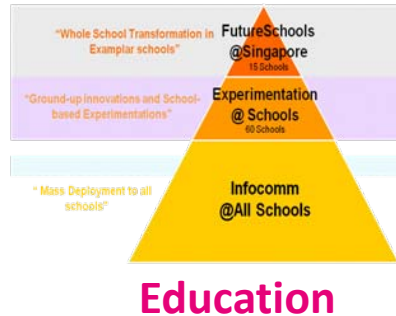 "Whole School Transformation in
Examplar schools"
FutureSchools
@Singapore
15 Schools
"Ground-up Innovations and School-
based Experimentations"
Experimentation
@ Schools
60 Schools
" Mass Deployment to all
schools"
Infocomm
@All Schools
Education